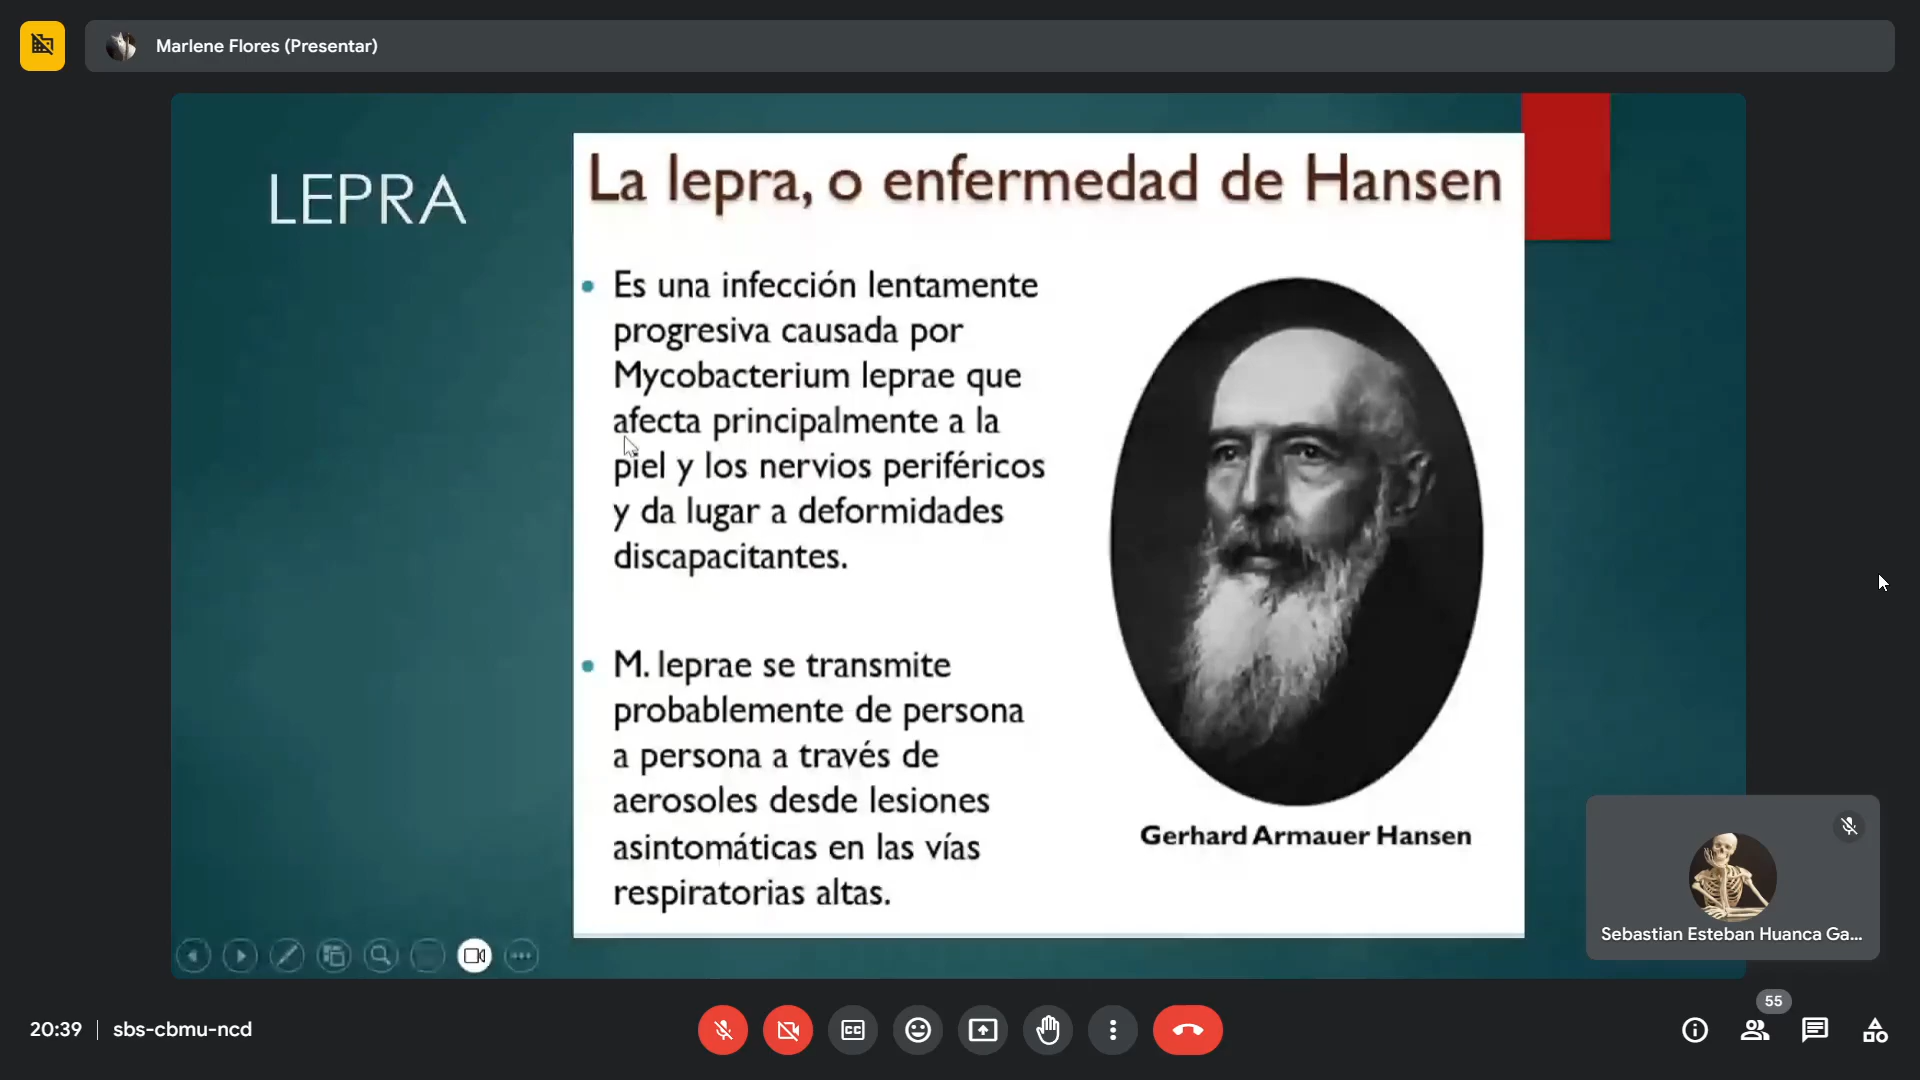 Marlene Flores (Presentar)
LEPRA
La lepra, o enfermedad de Hansen
• Es una infección lentamente
progresiva causada por
Mycobacterium leprae que
afecta principalmente a la
piel y los nervios periféricos
y da lugar a deformidades
discapacitantes.
• M. leprae se transmite
probablemente de persona
a persona a través de
aerosoles desde lesiones
asintomáticas en las vías
respiratorias altas.
Gerhard Armauer Hansen
Sebastian Esteban Huanca Ga...
20:39 | sbs-cbmu-ncd
CC
55